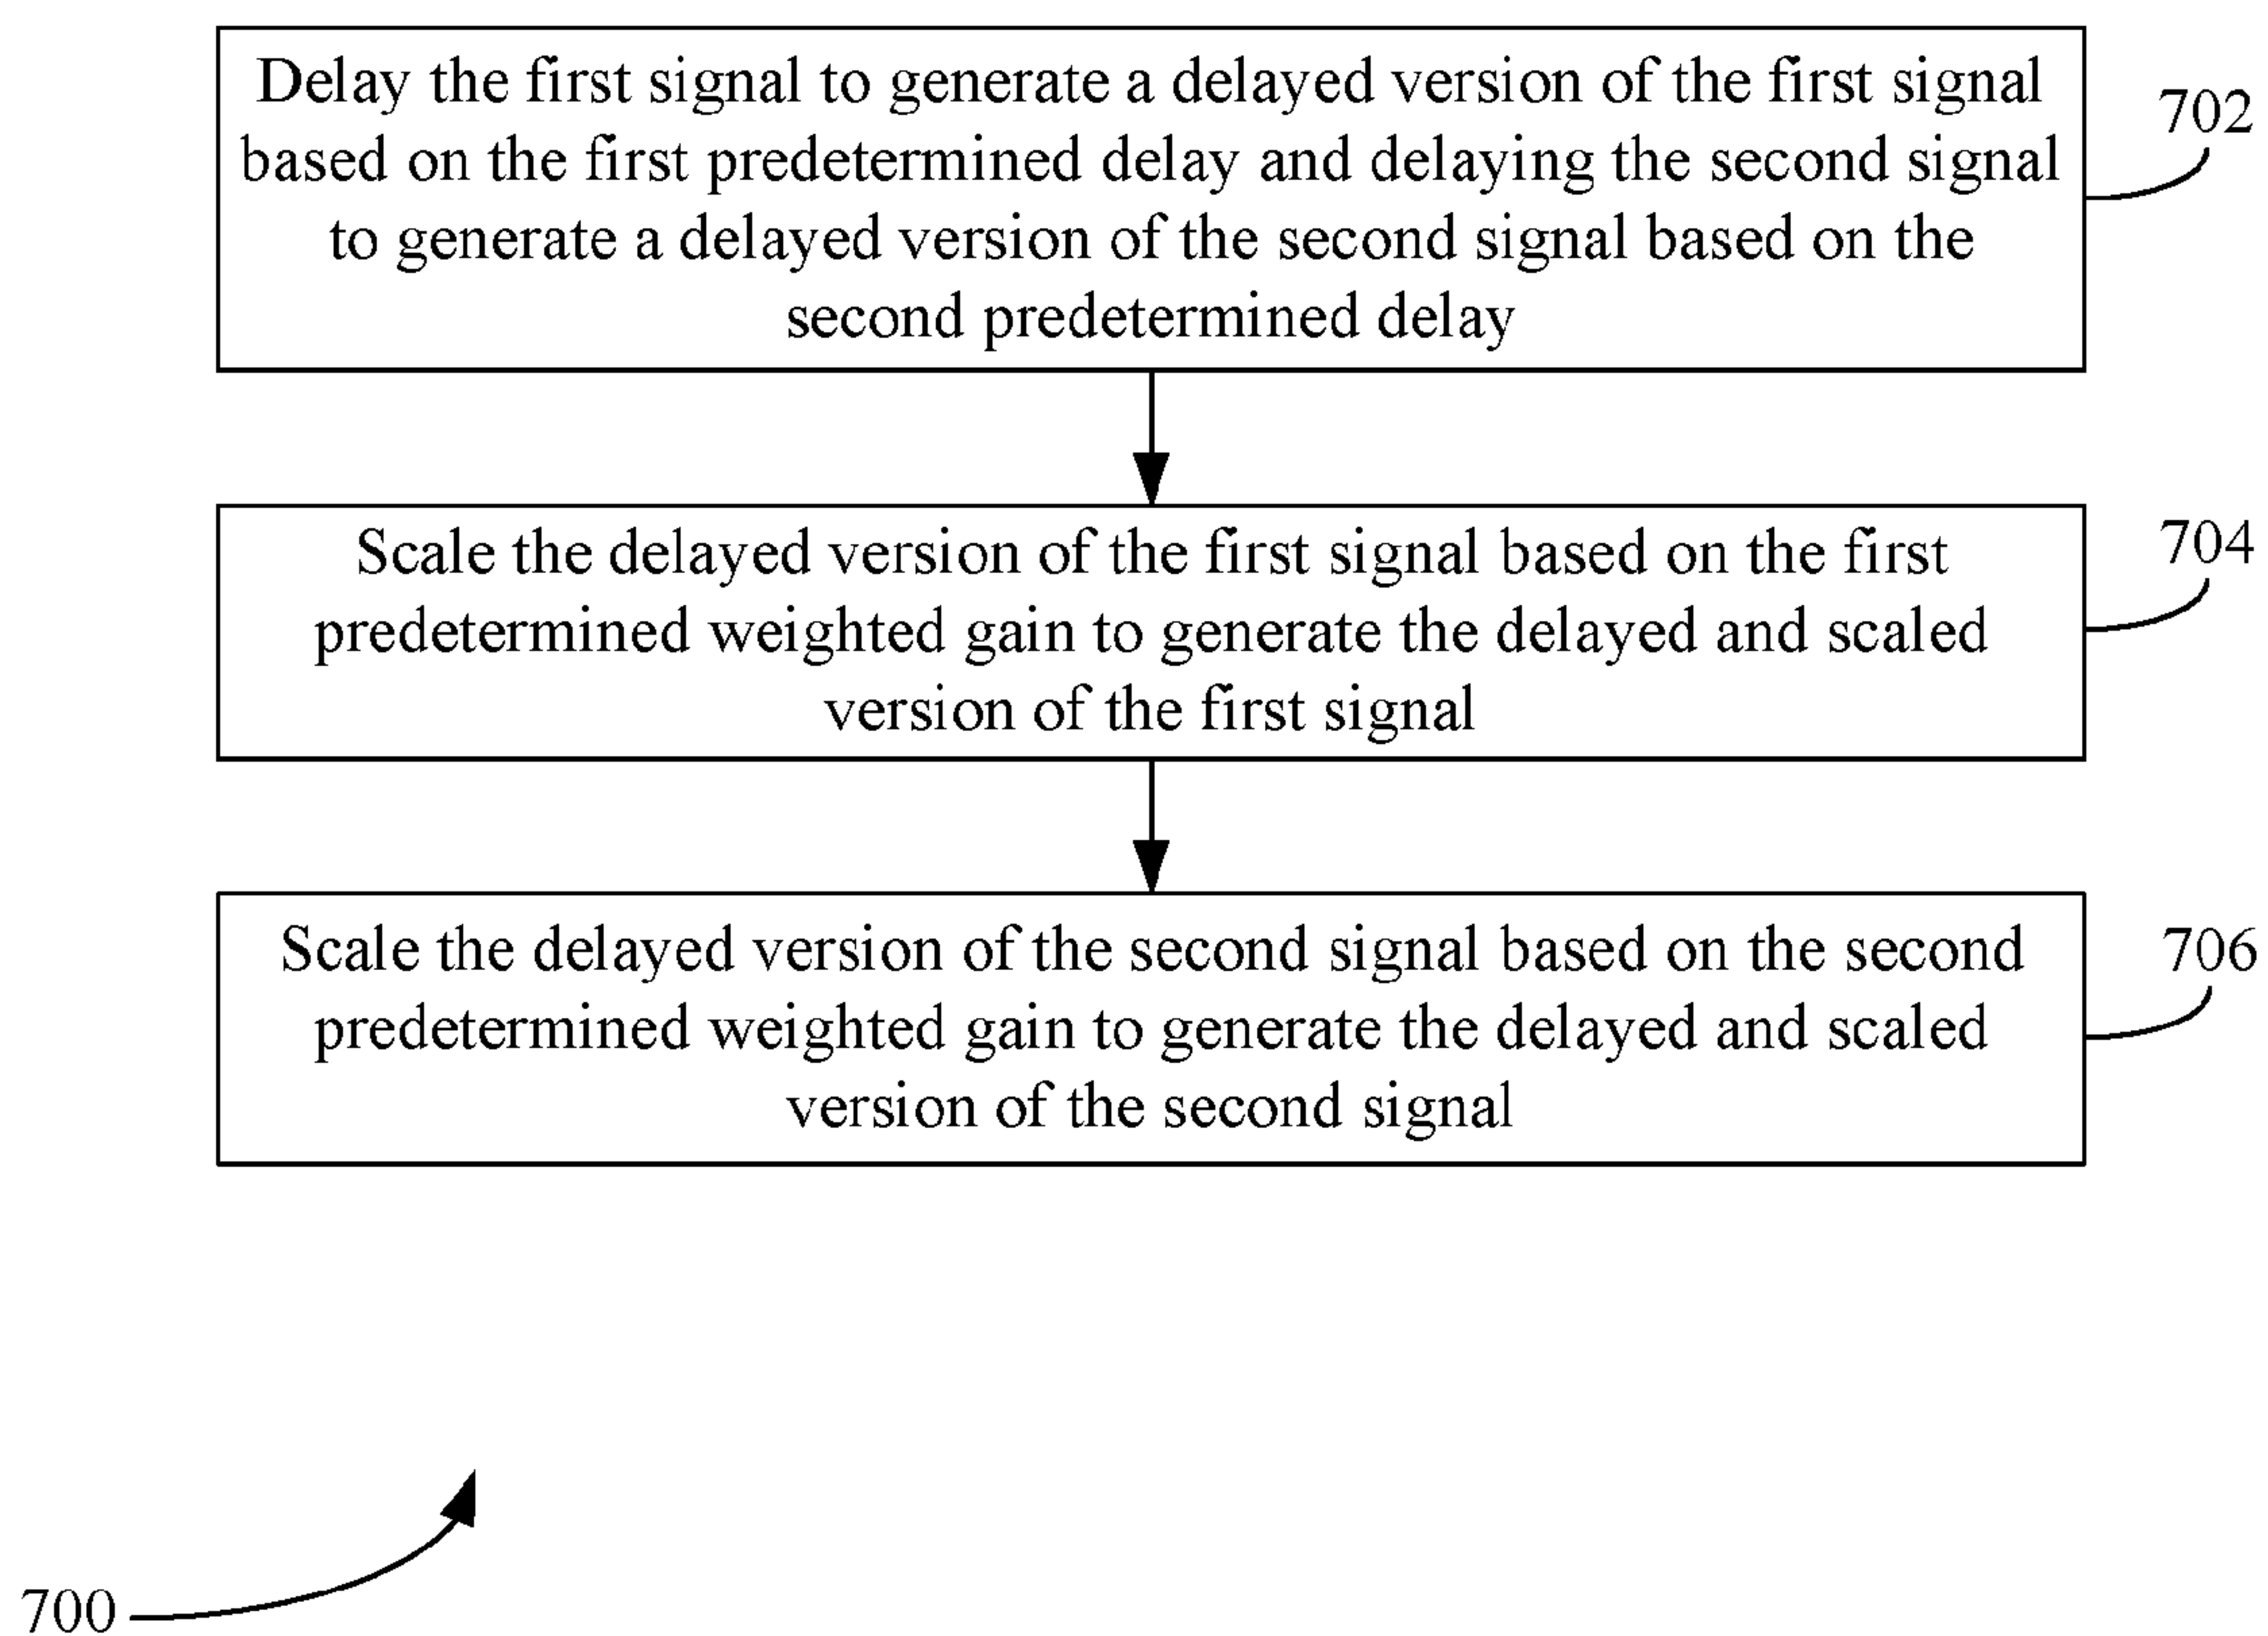 Delay the first signal to generate a delayed version of the first signal
based on the first predetermined delay and delaying the second signal
to generate a delayed version of the second signal based on the
second predetermined delay
702
Scale the delayed version of the first signal based on the first
predetermined weighted gain to generate the delayed and scaled
version of the first signal
704
Scale the delayed version of the second signal based on the second
predetermined weighted gain to generate the delayed and scaled
version of the second signal
706
700